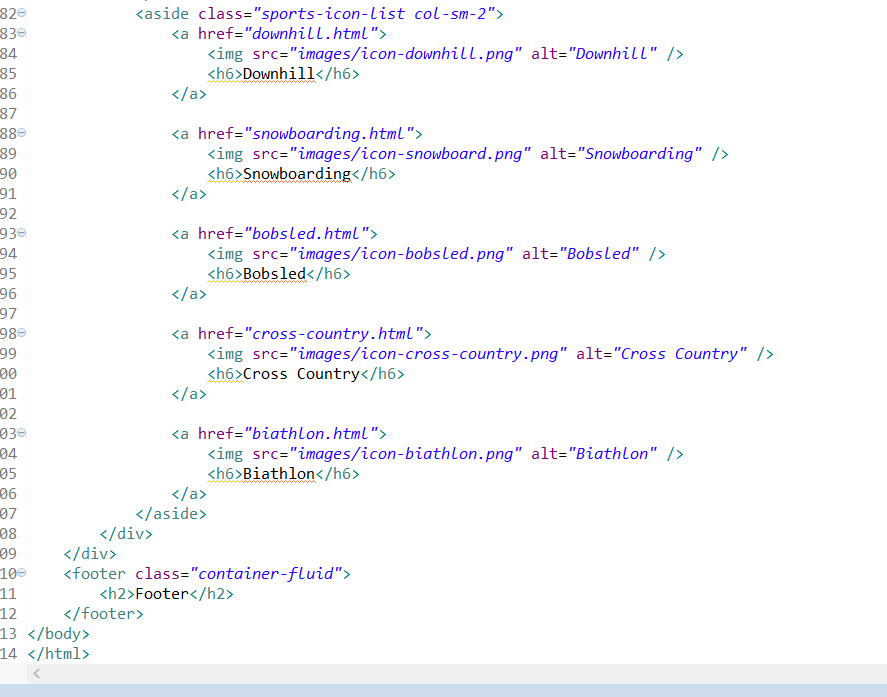 82 <aside class="sports-icon-list col-sm-2">
83 <a href="downhill.html">
84 <img src="images/icon-downhill.png" alt="Downhill" />
85 <h6>Downhill</h6>
86 </a>
87
88 <a href="snowboarding.html">
89 <img src="images/icon-snowboard.png" alt="Snowboarding" />
90 <h6>Snowboarding</h6>
91 </a>
92
93 <a href="bobsled.html">
94 <img src="images/icon-bobsled.png" alt="Bobsled" />
95 <h6>Bobsled</h6>
96 </a>
97
98 <a href="cross-country.html">
99 <img src="images/icon-cross-country.png" alt="Cross Country" />
00 <h6>Cross Country</h6>
01 </a>
02
03 <a href="biathlon.html">
04 <img src="images/icon-biathlon.png" alt="Biathlon" />
05 <h6>Biathlon</h6>
06 </a>
07 </aside>
08 </div>
09 </div>
10 <footer class="container-fluid">
11 <h2>Footer</h2>
12 </footer>
13 </body>
14 </html>